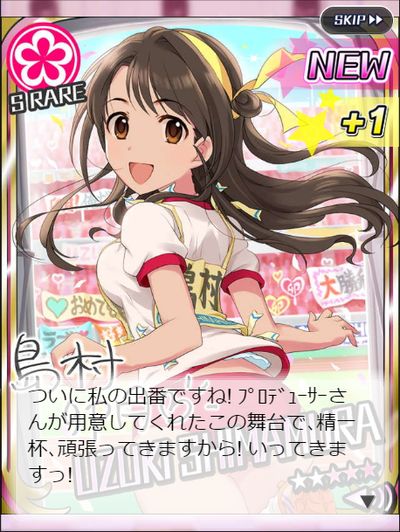 SKIP
NEW
S RARE
+1
大勝
おめでと
島村
島村
ついに私の出番ですね!ﾌﾟﾛﾃﾞｭｰｻｰさ
んが用意してくれたこの舞台で、精一
杯、頑張ってきますから!いってきま
すっ!
UZUKI SHIMAMURA